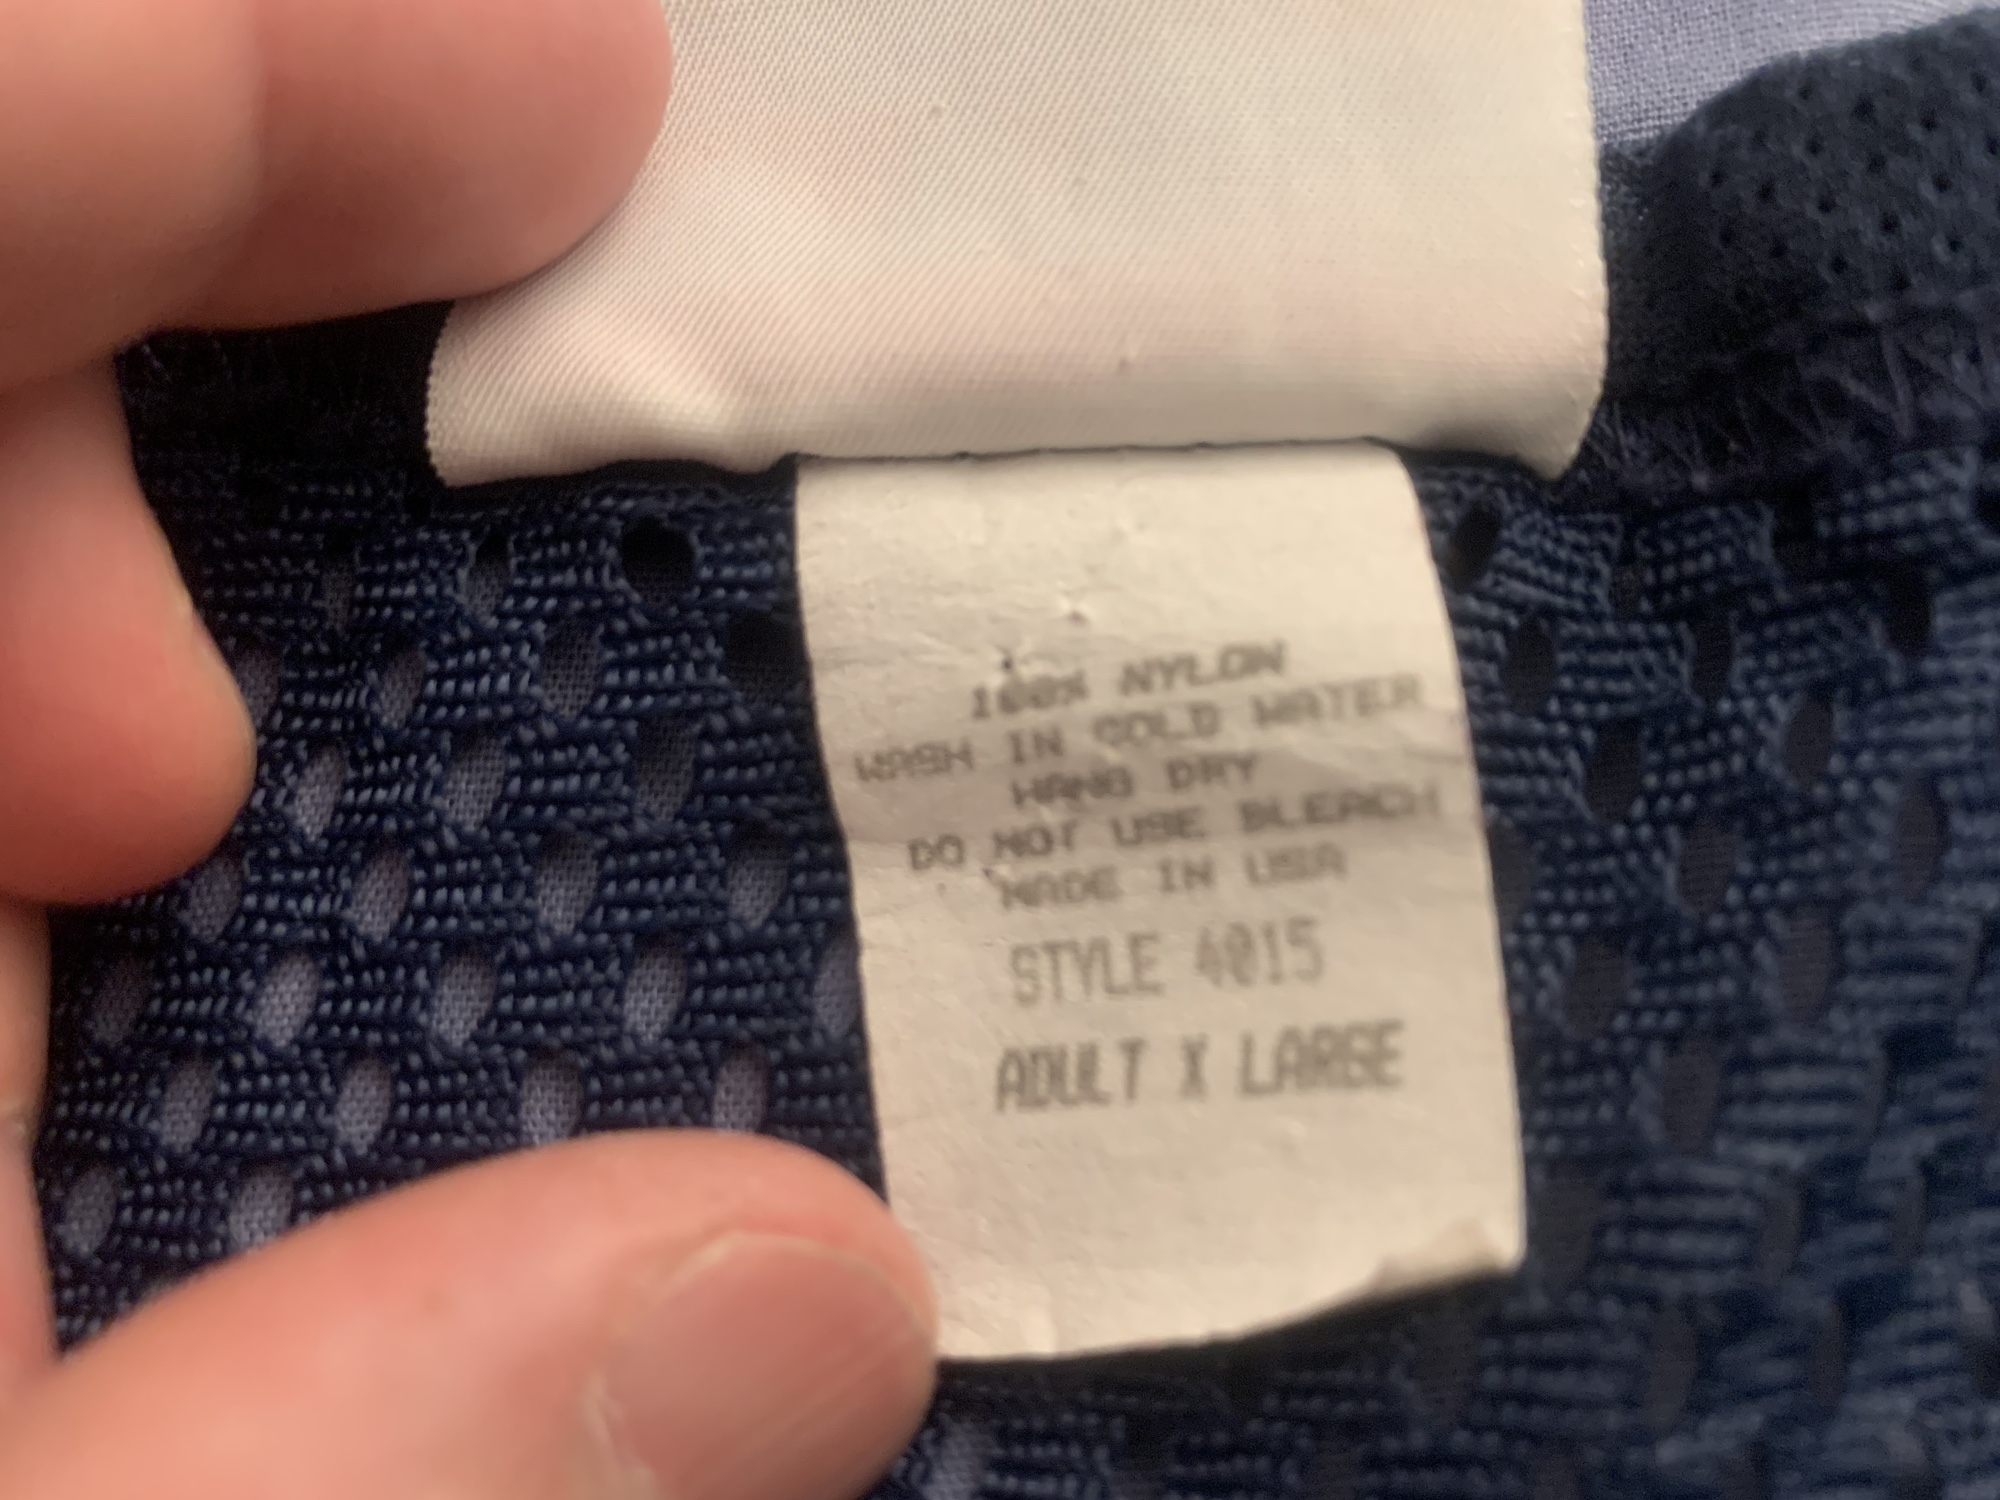 100% NYLON
WASH IN COLD WATER
HANG DRY
DO NOT USE BLEACH
MADE IN USA
STYLE 4015
ADULT X LARGE